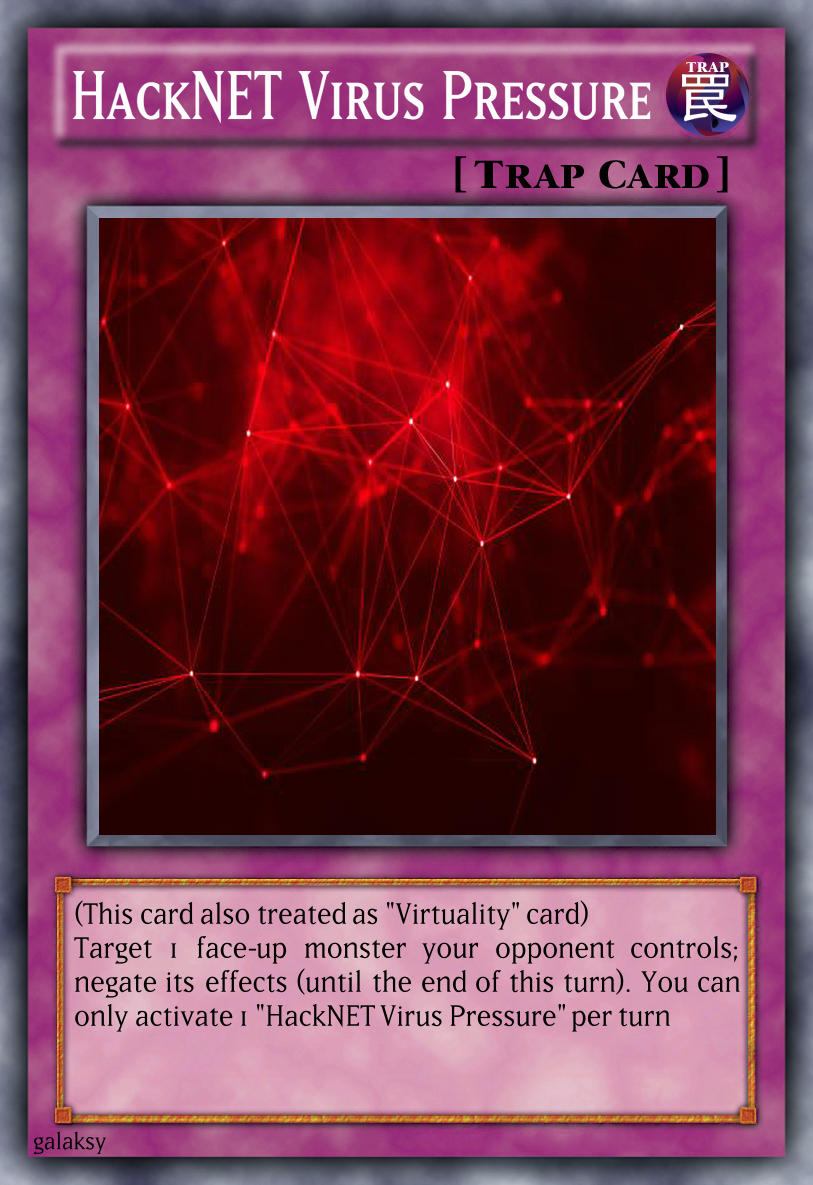 HackNET Virus Pressure
TRAP
罠
[Trap Card]
(This card also treated as "Virtuality" card)
Target 1 face-up monster your opponent controls;
negate its effects (until the end of this turn). You can
only activate 1 "HackNET Virus Pressure" per turn
galaksy